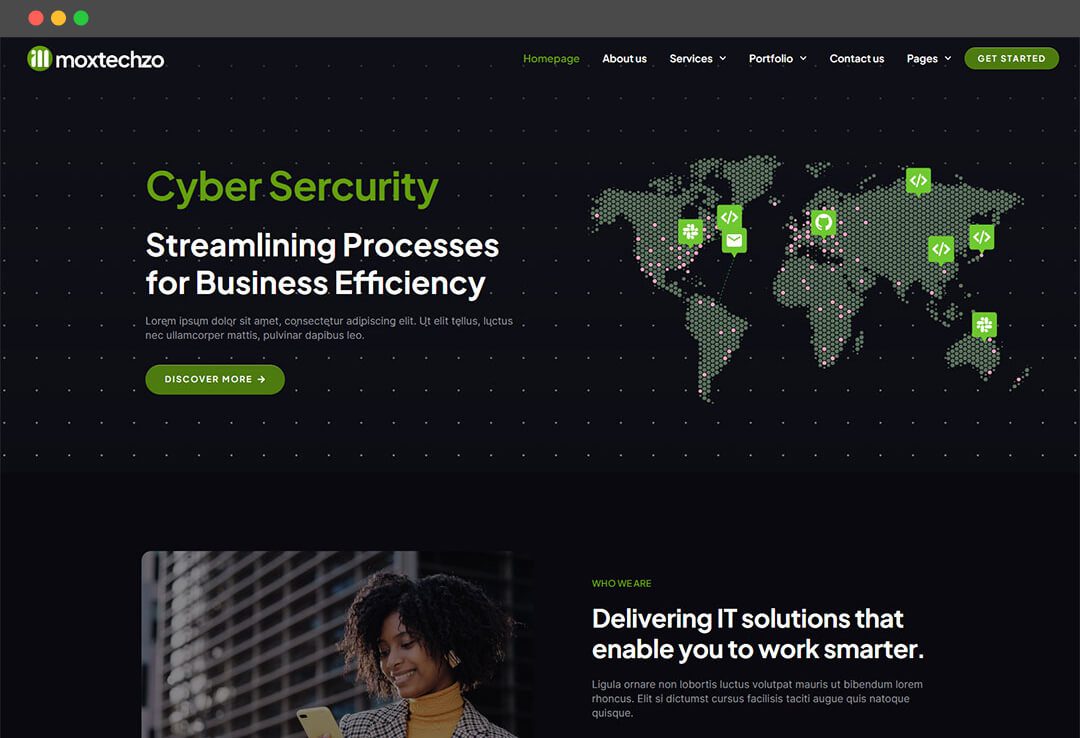 moxtechzo
Homepage About us Services Portfolio Contact us Pages GET STARTED
Cyber Sercurity
Streamlining Processes
for Business Efficiency
Lorem ipsum dolor sit amet, consectetur adipiscing elit. Ut elit tellus, luctus
nec ullamcorper mattis, pulvinar dapibus leo.
DISCOVER MORE →
WHO WE ARE
Delivering IT solutions that
enable you to work smarter.
Ligula ornare non lobortis luctus volutpat mauris ut bibendum lorem
rhoncus. Elit si dictumst cursus facilisis taciti augue quis natoque
quisque.